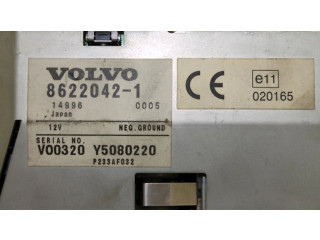 VOLVO
8622042-1
14996 0005
Japan
12V NEG.GROUND
SERIAL NO.
V00320 Y5080220
P233AF032
CE e11
020165